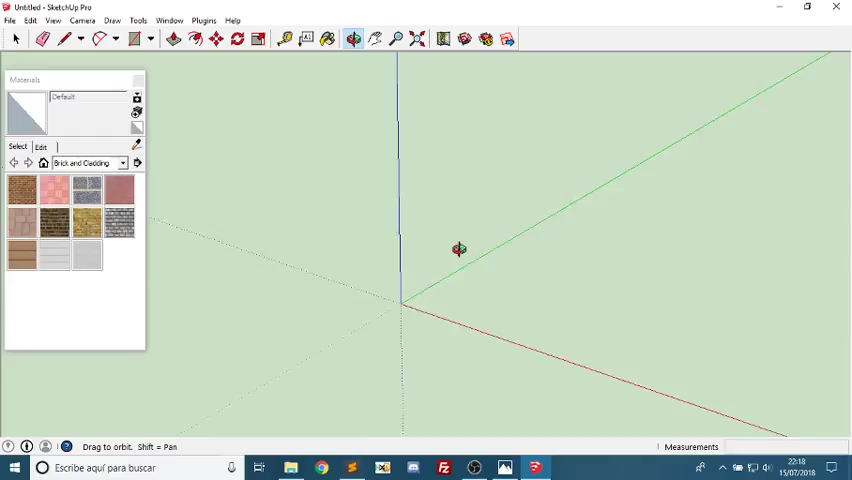 Untitled - SketchUp Pro
File Edit View Camera Draw Tools Window Plugins Help
Materials
Default
Select Edit
Brick and Cladding
Drag to orbit. Shift = Pan
Measurements
Escribe aquí para buscar
22:18
15/07/2018